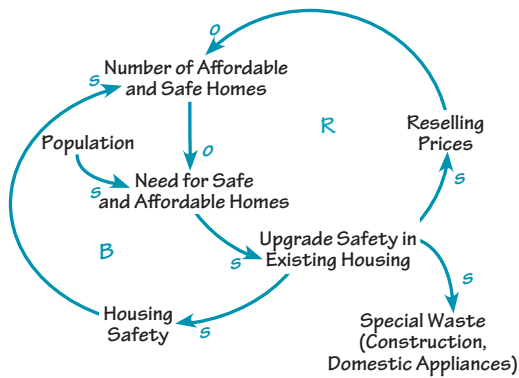 o
Number of Affordable
and Safe Homes
s
R
Reselling
Prices
Population
o
s
Need for Safe
and Affordable Homes
s
B
Upgrade Safety in
Existing Housing
s
s
Housing
Safety
s
Special Waste
(Construction,
Domestic Appliances)